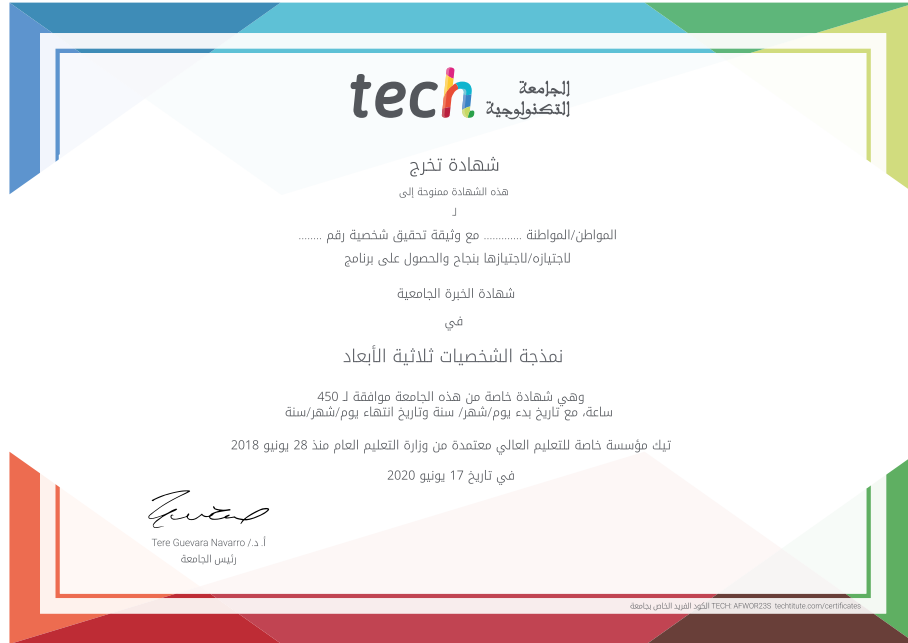 tech الجامعة
التكنولوجية
شهادة تخرج
هذه الشهادة ممنوحة إلى
لـ
المواطن/المواطنة ............. مع وثيقة تحقيق شخصية رقم ........
لاجتيازه/لاجتيازها بنجاح والحصول على برنامج
شهادة الخبرة الجامعية
في
نمذجة الشخصيات ثلاثية الأبعاد
وهي شهادة خاصة من هذه الجامعة موافقة لـ 450
ساعة، مع تاريخ بدء يوم/شهر/ سنة وتاريخ انتهاء يوم/شهر/سنة
تيك مؤسسة خاصة للتعليم العالي معتمدة من وزارة التعليم العام منذ 28 يونيو 2018
في تاريخ 17 يونيو 2020
أ. د./ Tere Guevara Navarro
رئيس الجامعة
الكود الفريد الخاص بجامعة TECH: AFWOR23S techtitute.com/certificates